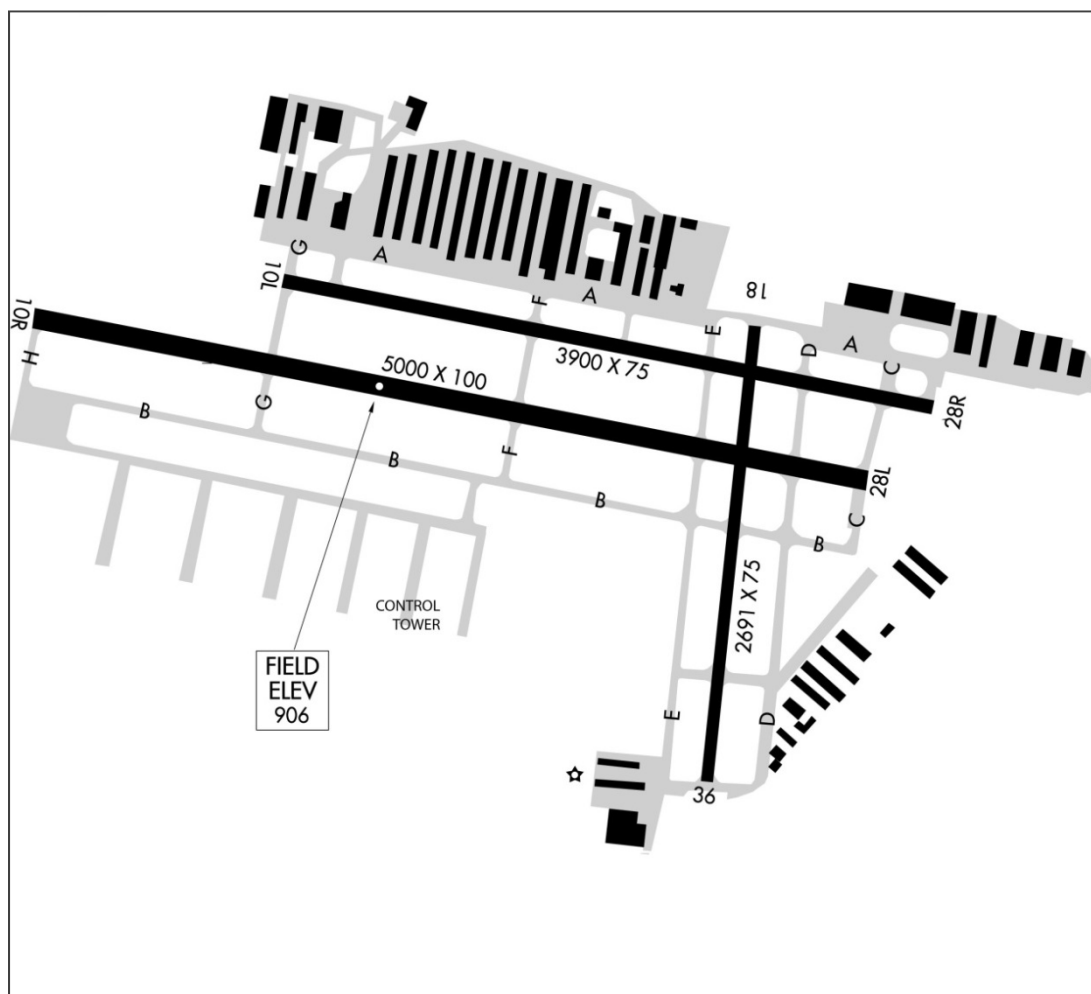 G
A
10L
10R
F
A
18
E
D
A
C
H
5000 X 100
3900 X 75
28R
G
B
B
F
B
28L
C
B
2691 X 75
CONTROL
TOWER
FIELD
ELEV
906
E
D
36